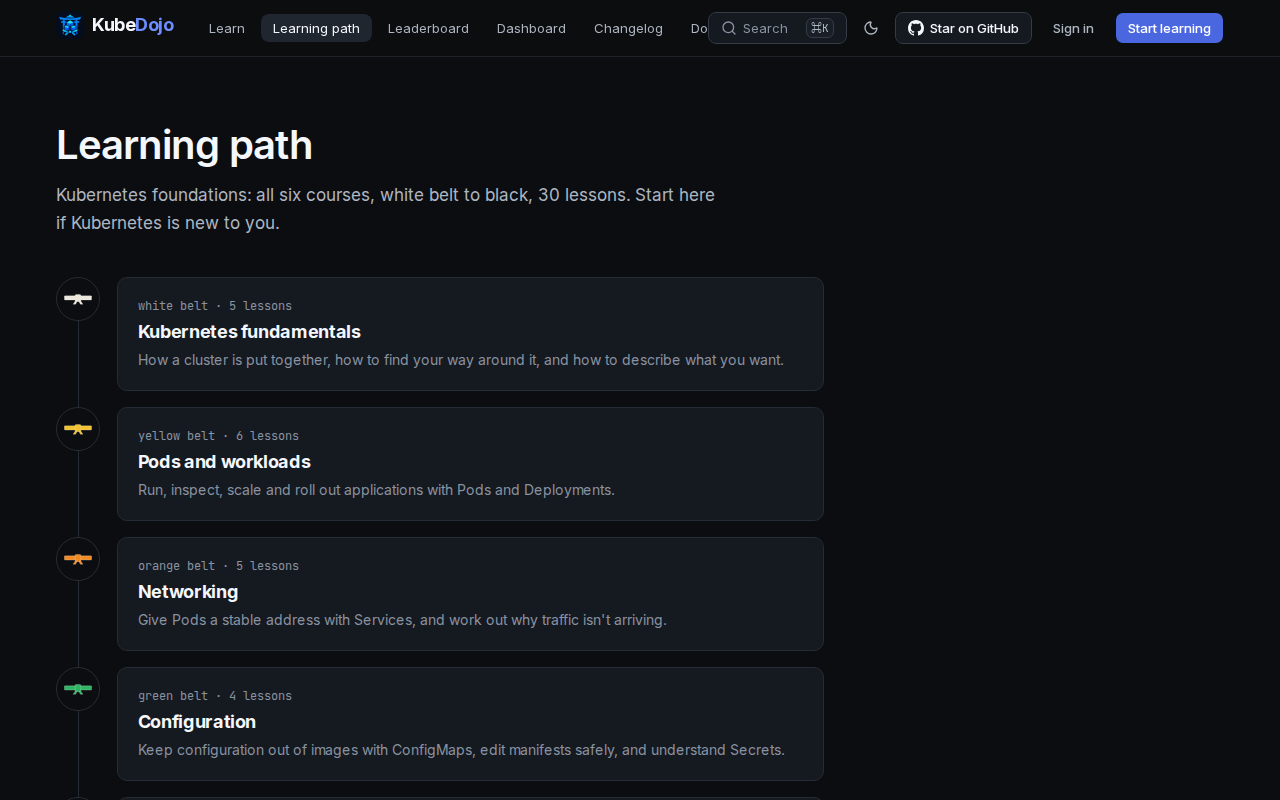 KubeDojo Learn Learning path Leaderboard Dashboard Changelog Do Search ⌘K Star on GitHub Sign in Start learning
Learning path
Kubernetes foundations: all six courses, white belt to black, 30 lessons. Start here
if Kubernetes is new to you.
white belt · 5 lessons
Kubernetes fundamentals
How a cluster is put together, how to find your way around it, and how to describe what you want.
yellow belt · 6 lessons
Pods and workloads
Run, inspect, scale and roll out applications with Pods and Deployments.
orange belt · 5 lessons
Networking
Give Pods a stable address with Services, and work out why traffic isn't arriving.
green belt · 4 lessons
Configuration
Keep configuration out of images with ConfigMaps, edit manifests safely, and understand Secrets.